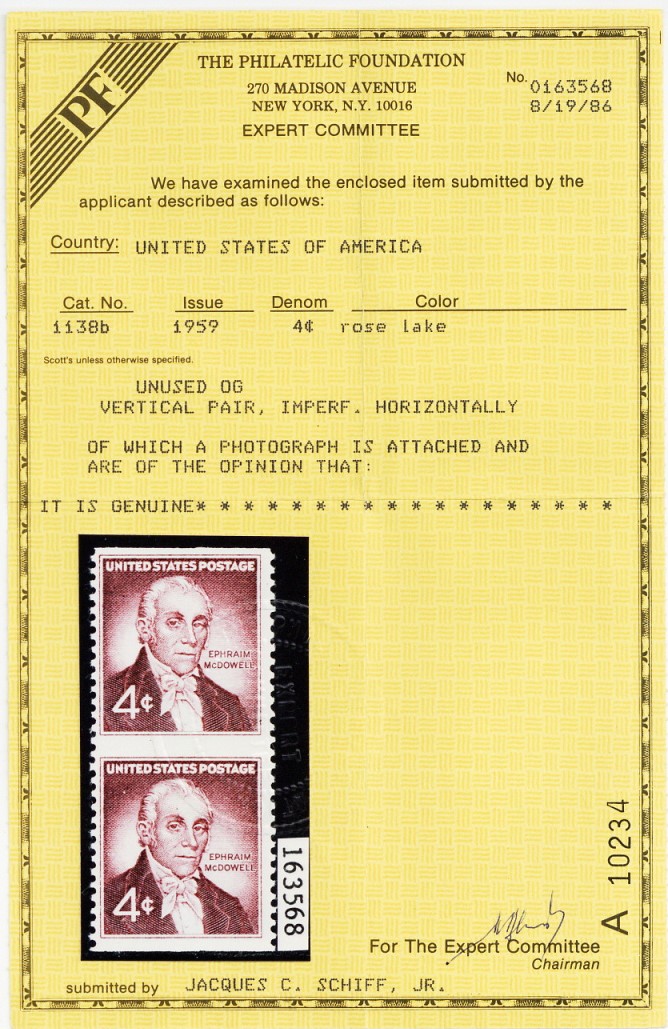 PF
THE PHILATELIC FOUNDATION
270 MADISON AVENUE
NEW YORK, N.Y. 10016
EXPERT COMMITTEE
No. 0163568
8/19/86
We have examined the enclosed item submitted by the
applicant described as follows:
Country: UNITED STATES OF AMERICA
Cat. No. Issue Denom Color
1138b 1959 4¢ rose lake
Scott's unless otherwise specified.
UNUSED OG
VERTICAL PAIR, IMPERF. HORIZONTALLY
OF WHICH A PHOTOGRAPH IS ATTACHED AND
ARE OF THE OPINION THAT:
IT IS GENUINE* * * * * * * * * * * * * * * * * *
UNITED STATES POSTAGE
EPHRAIM
McDOWELL
4¢
UNITED STATES POSTAGE
EPHRAIM
McDOWELL
4¢
163568
A 10234
For The Expert Committee
Chairman
submitted by JACQUES C. SCHIFF, JR.